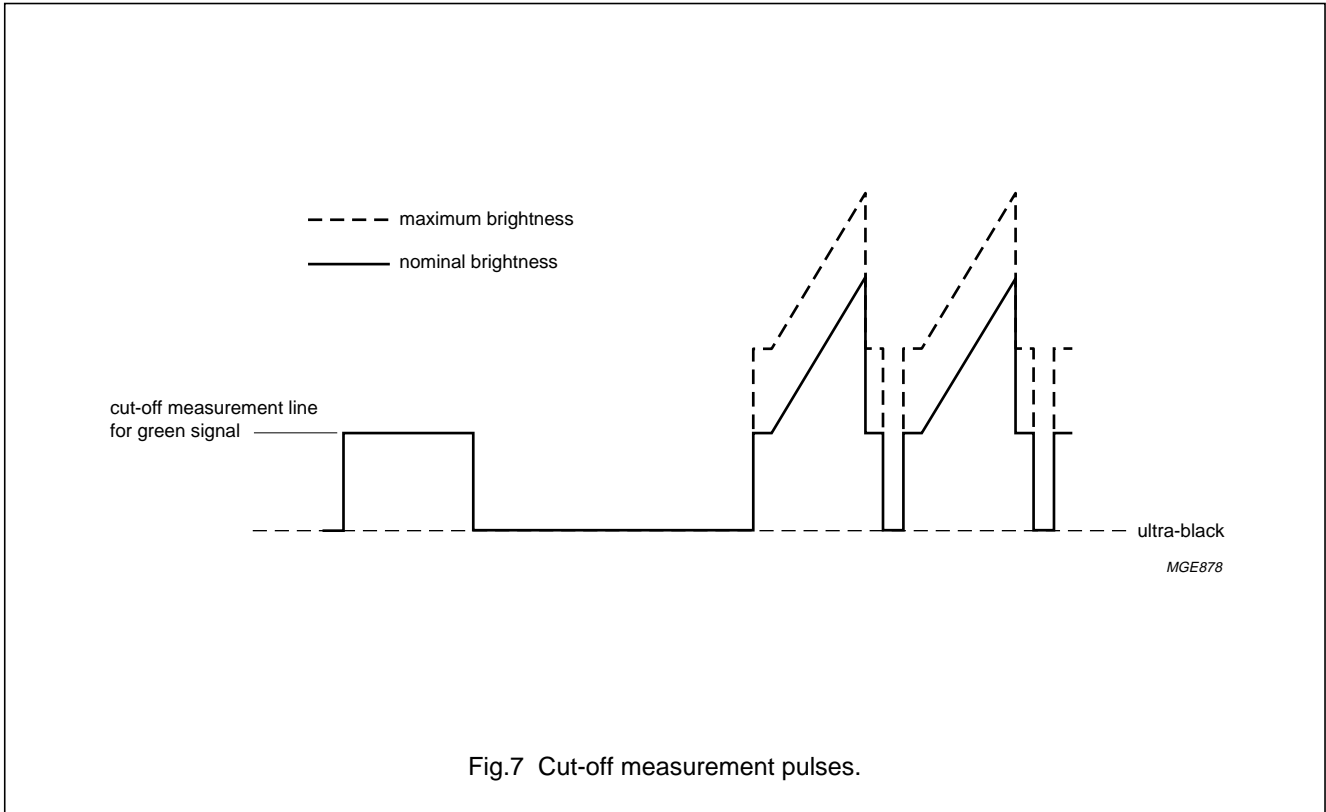 maximum brightness
nominal brightness
cut-off measurement line
for green signal
ultra-black
MGE878
Fig.7 Cut-off measurement pulses.